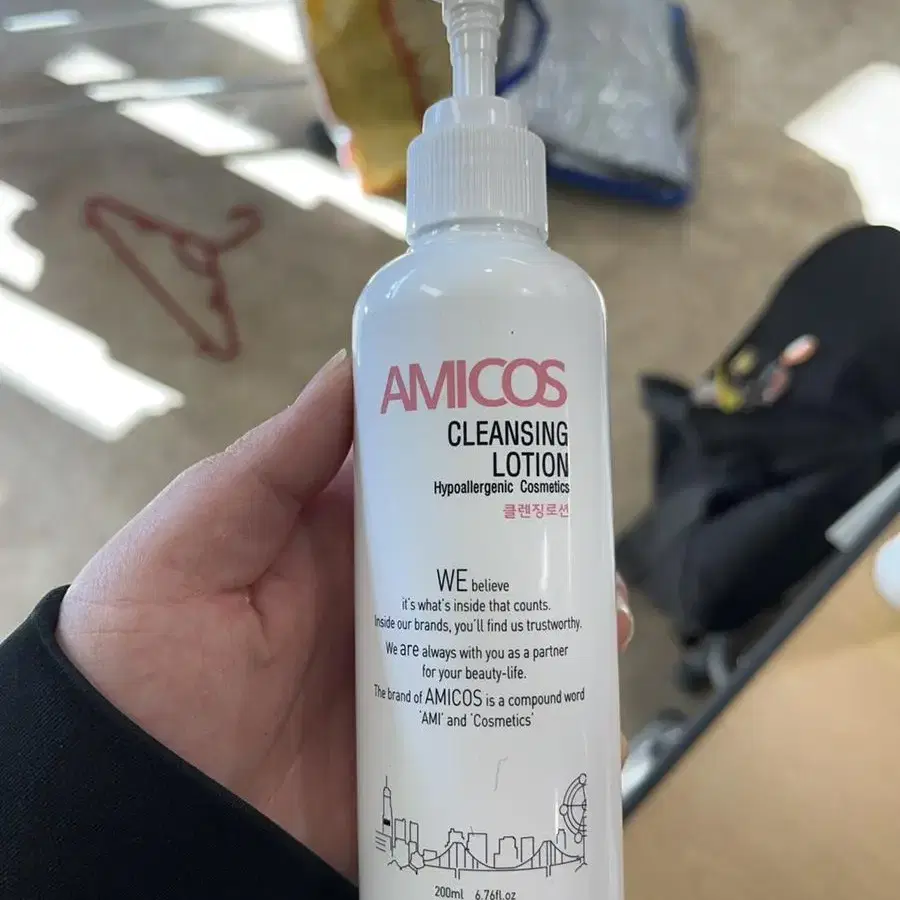 AMICOS
CLEANSING
LOTION
Hypoallergenic Cosmetics
클렌징로션
WE believe
it's what's inside that counts.
Inside our brands, you'll find us trustworthy.
We are always with you as a partner
for your beauty-life.
The brand of AMICOS is a compound word
'AMI' and 'Cosmetics'
200ml 6.76fl.oz